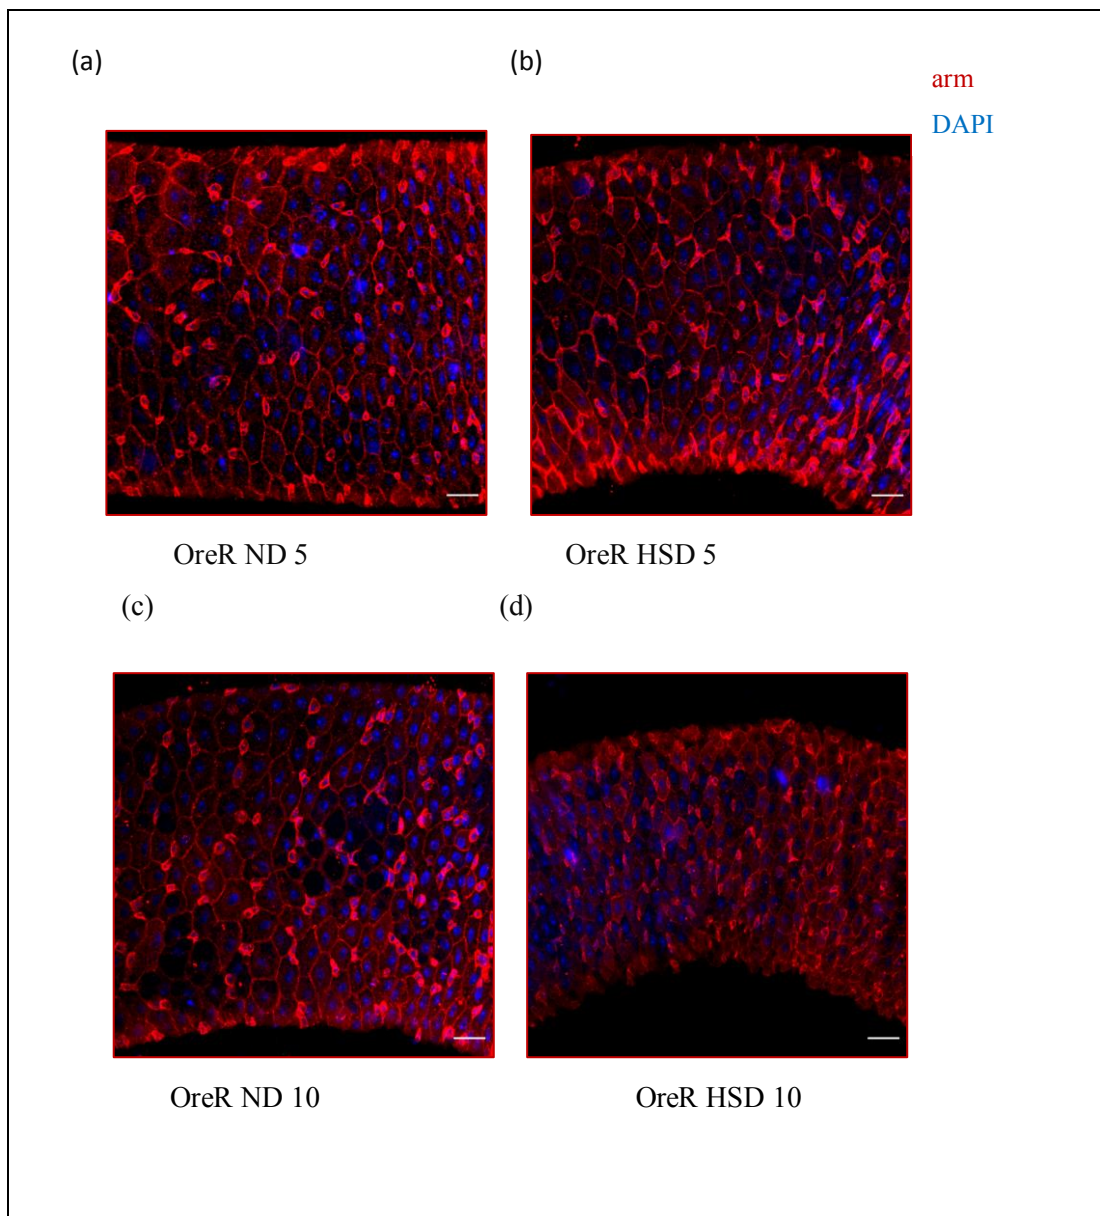 (a)
(b)
arm
DAPI
OreR ND 5
OreR HSD 5
(c)
(d)
OreR ND 10
OreR HSD 10